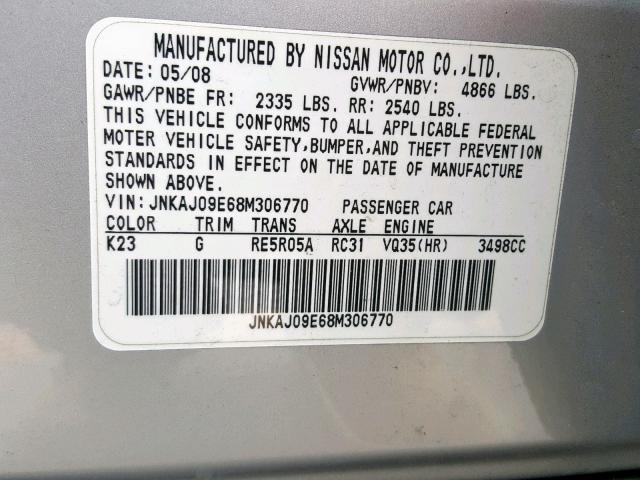 MANUFACTURED BY NISSAN MOTOR CO.,LTD.
DATE: 05/08 GVWR/PNBV: 4866 LBS.
GAWR/PNBE FR: 2335 LBS. RR: 2540 LBS.
THIS VEHICLE CONFORMS TO ALL APPLICABLE FEDERAL
MOTER VEHICLE SAFETY,BUMPER,AND THEFT PREVENTION
STANDARDS IN EFFECT ON THE DATE OF MANUFACTURE
SHOWN ABOVE.
VIN: JNKAJ09E68M306770 PASSENGER CAR
COLOR TRIM TRANS AXLE ENGINE
K23 G RE5R05A RC31 VQ35(HR) 3498CC
JNKAJ09E68M306770